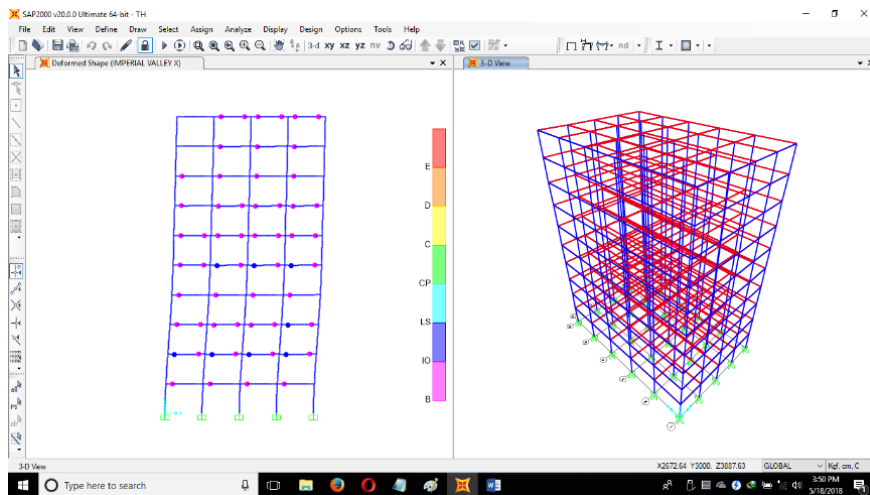 SAP2000 v20.0.0 Ultimate 64-bit - TH
File Edit View Define Draw Select Assign Analyze Display Design Options Tools Help
3-d xy xz yz nv nd
Deformed Shape (IMPERIAL VALLEY X)
3-D View
E
D
C
CP
LS
IO
B
3-D View
X2672.64 Y3000. Z3887.63
GLOBAL
Kgf, cm, C
Type here to search
3:50 PM
5/18/2018